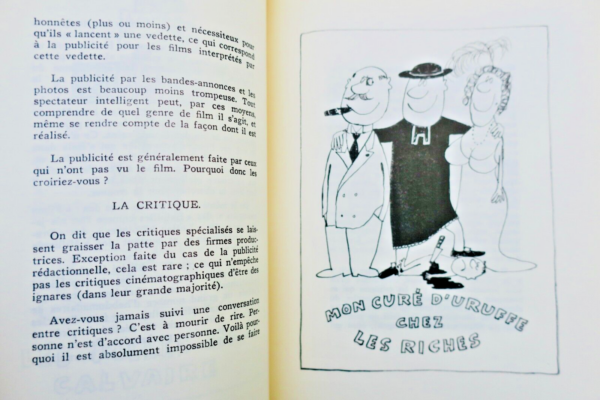 honnêtes (plus ou moins) et nécessiteux pour
qu'ils « lancent » une vedette, ce qui correspond
à la publicité pour les films interprétés par
cette vedette.
La publicité par les bandes-annonces et les
photos est beaucoup moins trompeuse. Tout
spectateur intelligent peut, par ces moyens,
comprendre de quel genre de film il s'agit, et
même se rendre compte de la façon dont il est
réalisé.
La publicité est généralement faite par ceux
qui n'ont pas vu le film. Pourquoi donc les
croiriez-vous ?
LA CRITIQUE.
On dit que les critiques spécialisés se lais-
sent graisser la patte par des firmes produc-
trices. Exception faite du cas de la publicité
rédactionnelle, cela est rare ; ce qui n'empêche
pas les critiques cinématographiques d'être des
ignares (dans leur grande majorité).
Avez-vous jamais suivi une conversation
entre critiques ? C'est à mourir de rire. Per-
sonne n'est d'accord avec personne. Voilà pour-
quoi il est absolument impossible de se faire
MON CURÉ D'URUFFE
CHEZ
LES RICHES